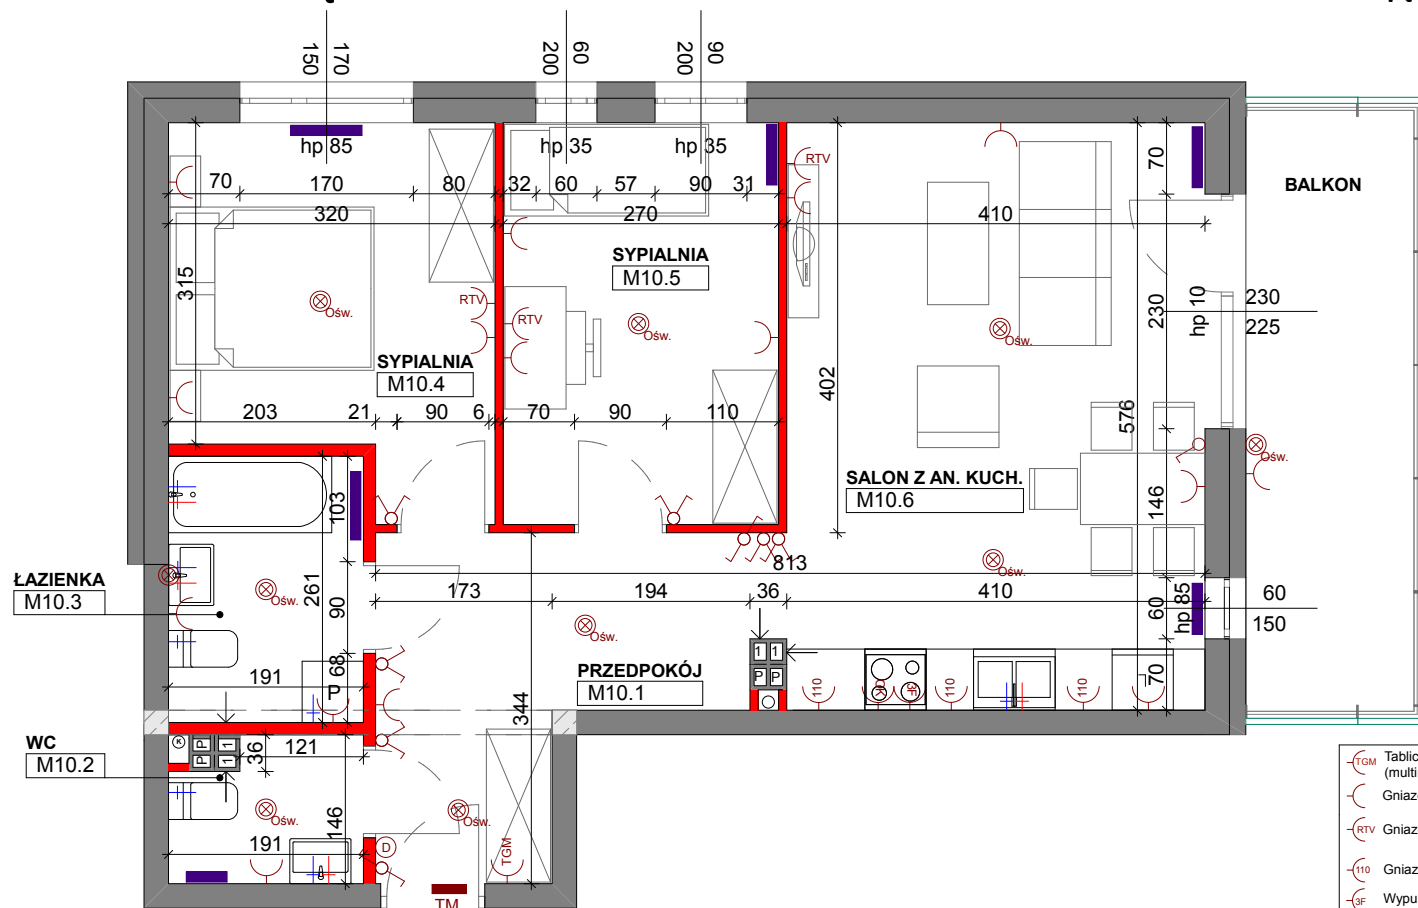 150 170
200 60
200 90
hp 85
hp 35
hp 35
RTV
70
BALKON
70 170 80 32 60 57 90 31
320 270 410
SYPIALNIA
M10.5
315
RTV
RTV
Ośw.
Ośw.
Ośw.
230
hp 10
230
225
SYPIALNIA
M10.4
402
576
203 21 90 6 70 90 110
Ośw.
SALON Z AN. KUCH.
M10.6
146
103
813
Ośw.
ŁAZIENKA
M10.3
Ośw.
261
90
173 194 36 410
60
hp 85
60
150
Ośw.
68
PRZEDPOKÓJ
M10.1
1 1
P P
191
P
344
110
3F
110
110
70
WC
M10.2
K
P 1
P 1
36
121
Ośw.
146
Ośw.
191
D
TGM
TM
TGM Tablic
(multi
Gniaz
RTV Gniaz
110 Gniaz
3F Wypu